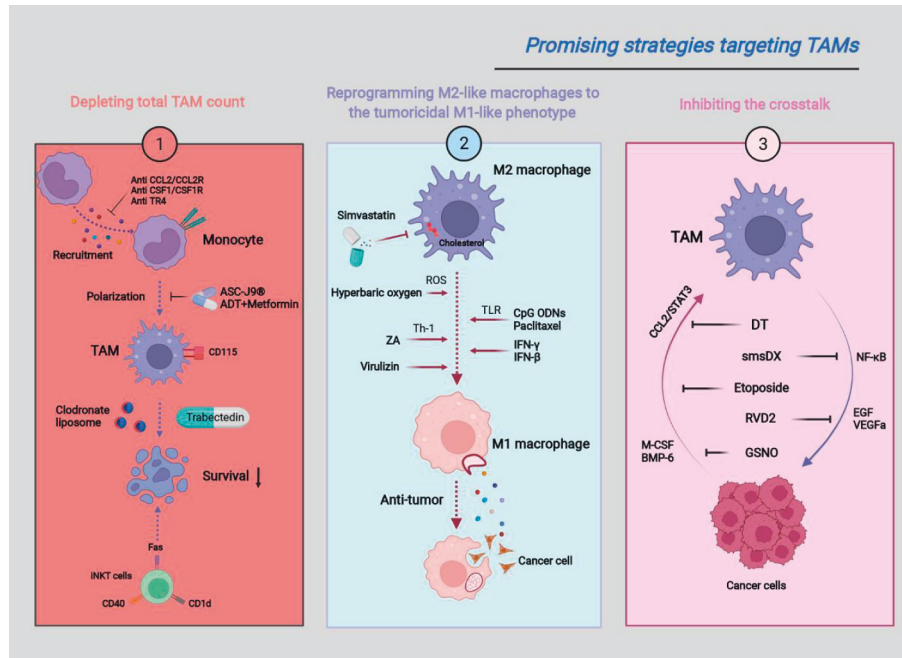 Promising strategies targeting TAMs
Depleting total TAM count
1
Anti CCL2/CCL2R
Anti CSF1/CSF1R
Anti TR4
Recruitment
Monocyte
Polarization
ASC-J9®
ADT+Metformin
TAM
CD115
Clodronate
liposome
Trabectedin
Survival
Fas
iNKT cells
CD40
CD1d
Reprogramming M2-like macrophages to
the tumoricidal M1-like phenotype
2
M2 macrophage
Simvastatin
Cholesterol
ROS
Hyperbaric oxygen
TLR
CpG ODNs
Paclitaxel
Th-1
ZA
IFN-γ
IFN-β
Virulizin
M1 macrophage
Anti-tumor
Cancer cell
Inhibiting the crosstalk
3
TAM
CCL2/STAT3
DT
smsDX
NF-κB
Etoposide
RVD2
EGF
VEGFa
M-CSF
BMP-6
GSNO
Cancer cells